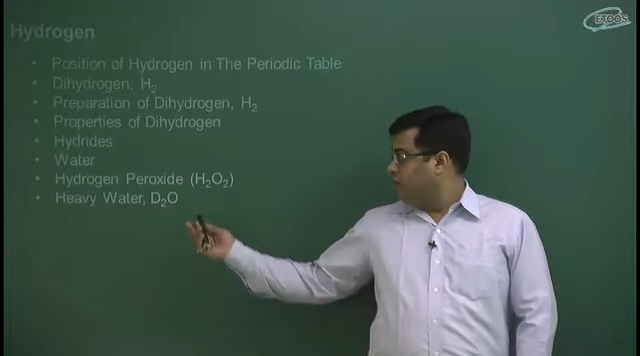 ETOOS
Hydrogen
• Position of Hydrogen in The Periodic Table
• Dihydrogen, H₂
• Preparation of Dihydrogen, H₂
• Properties of Dihydrogen
• Hydrides
• Water
• Hydrogen Peroxide (H₂O₂)
• Heavy Water, D₂O